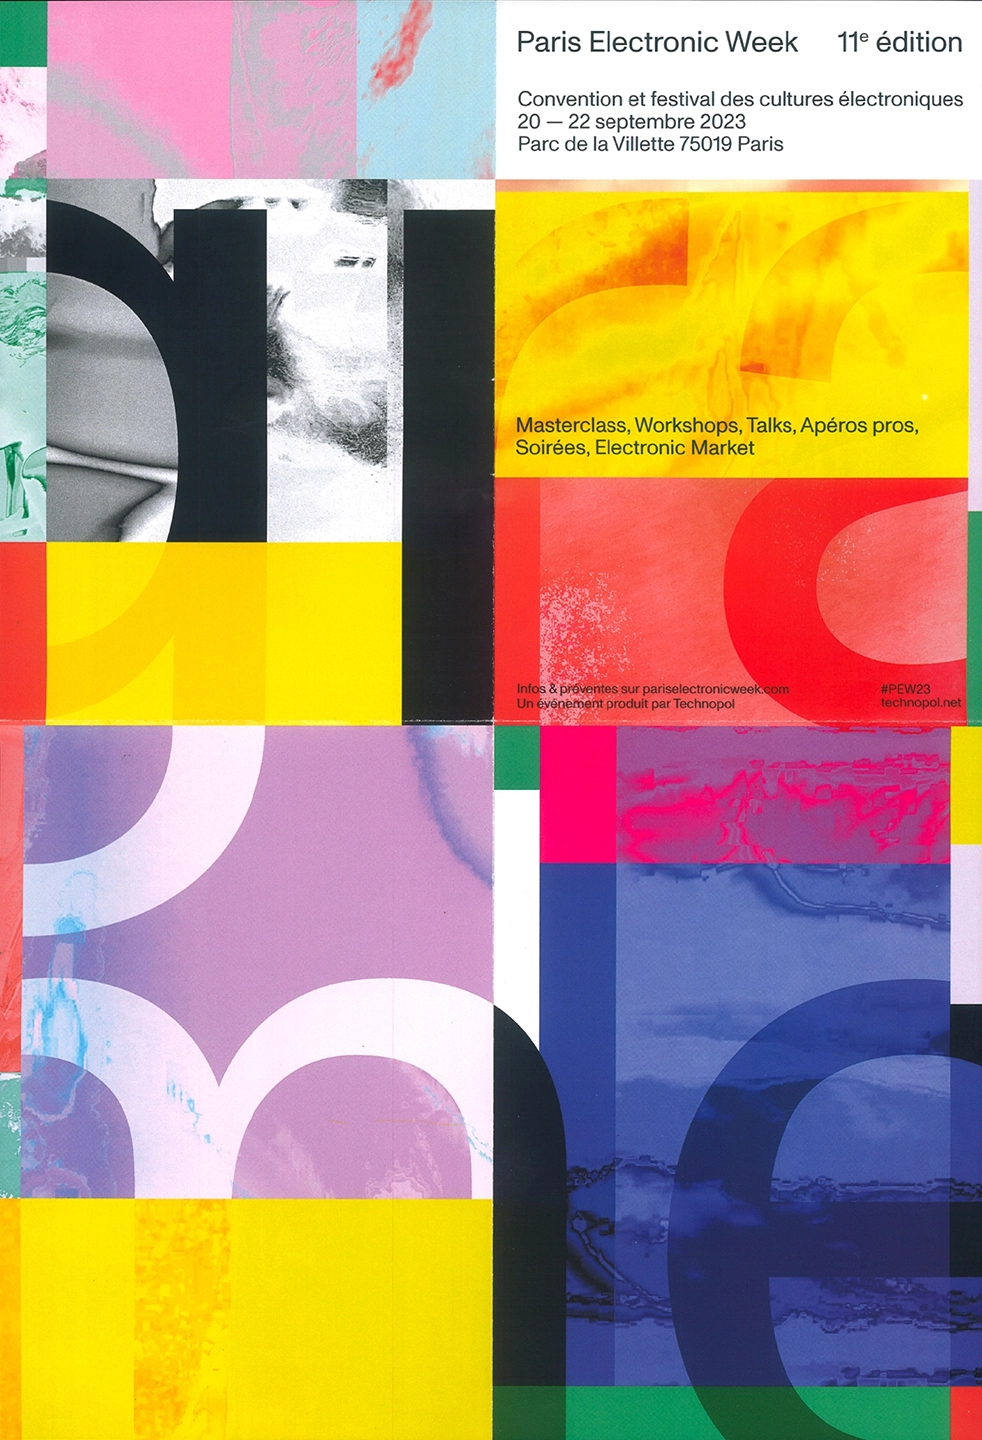 Paris Electronic Week 11e édition
Convention et festival des cultures électroniques
20 — 22 septembre 2023
Parc de la Villette 75019 Paris
Masterclass, Workshops, Talks, Apéros pros,
Soirées, Electronic Market
Infos & préventes sur pariselectronicweek.com
Un événement produit par Technopol
#PEW23
technopol.net